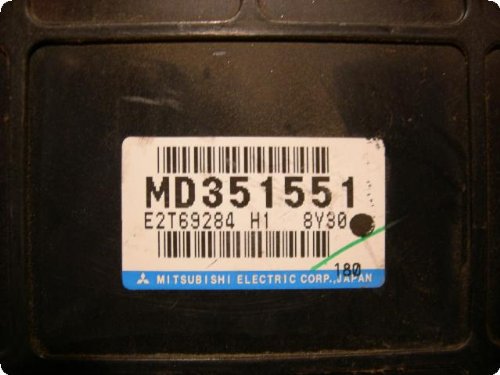 MD351551
E2T69284 H1 8Y30
180
MITSUBISHI ELECTRIC CORP., JAPAN